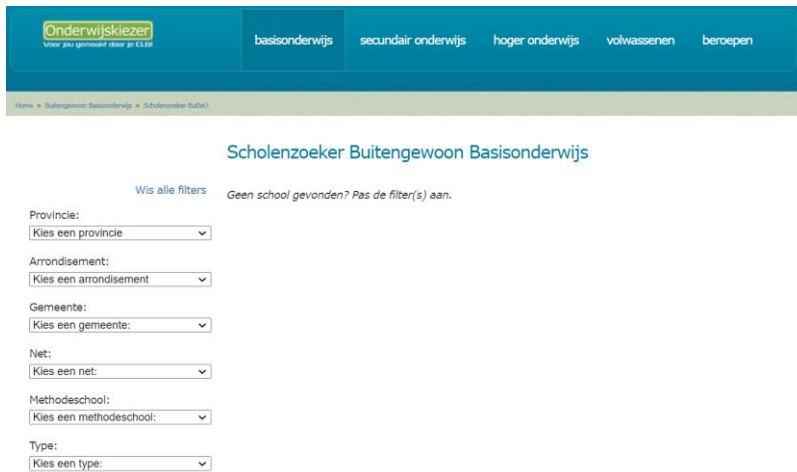 Onderwijskiezer
Voor jou gemaakt door je CLB!
basisonderwijs secundair onderwijs hoger onderwijs volwassenen beroepen
Home » Buitengewoon Basisonderwijs » Scholenzoeker BuBaO
Scholenzoeker Buitengewoon Basisonderwijs
Wis alle filters
Geen school gevonden? Pas de filter(s) aan.
Provincie:
Kies een provincie
Arrondisement:
Kies een arrondisement
Gemeente:
Kies een gemeente:
Net:
Kies een net:
Methodeschool:
Kies een methodeschool:
Type:
Kies een type: